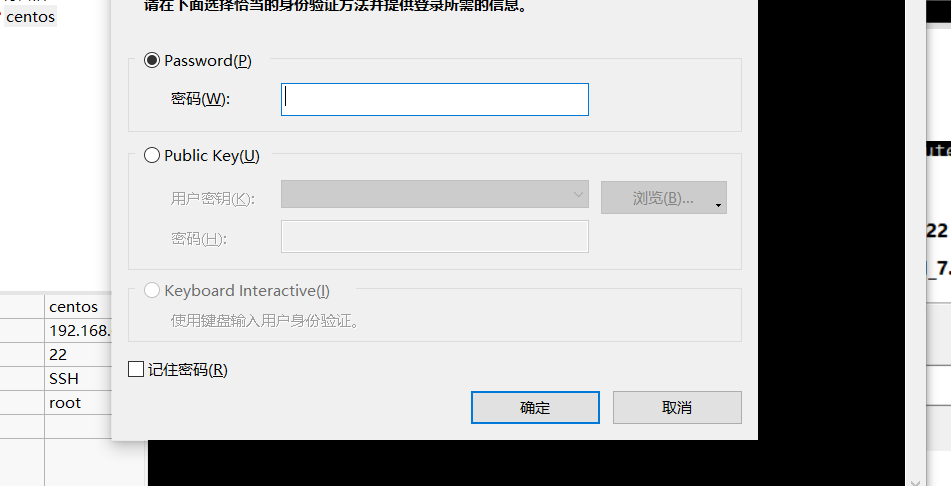 请在下面选择恰当的身份验证方法并提供登录所需的信息。
centos
Password(P)
密码(W):
Public Key(U)
用户密钥(K):
浏览(B)...
密码(H):
22
_7.
Keyboard Interactive(I)
使用键盘输入用户身份验证。
centos
192.168.
22
SSH
root
记住密码(R)
确定
取消